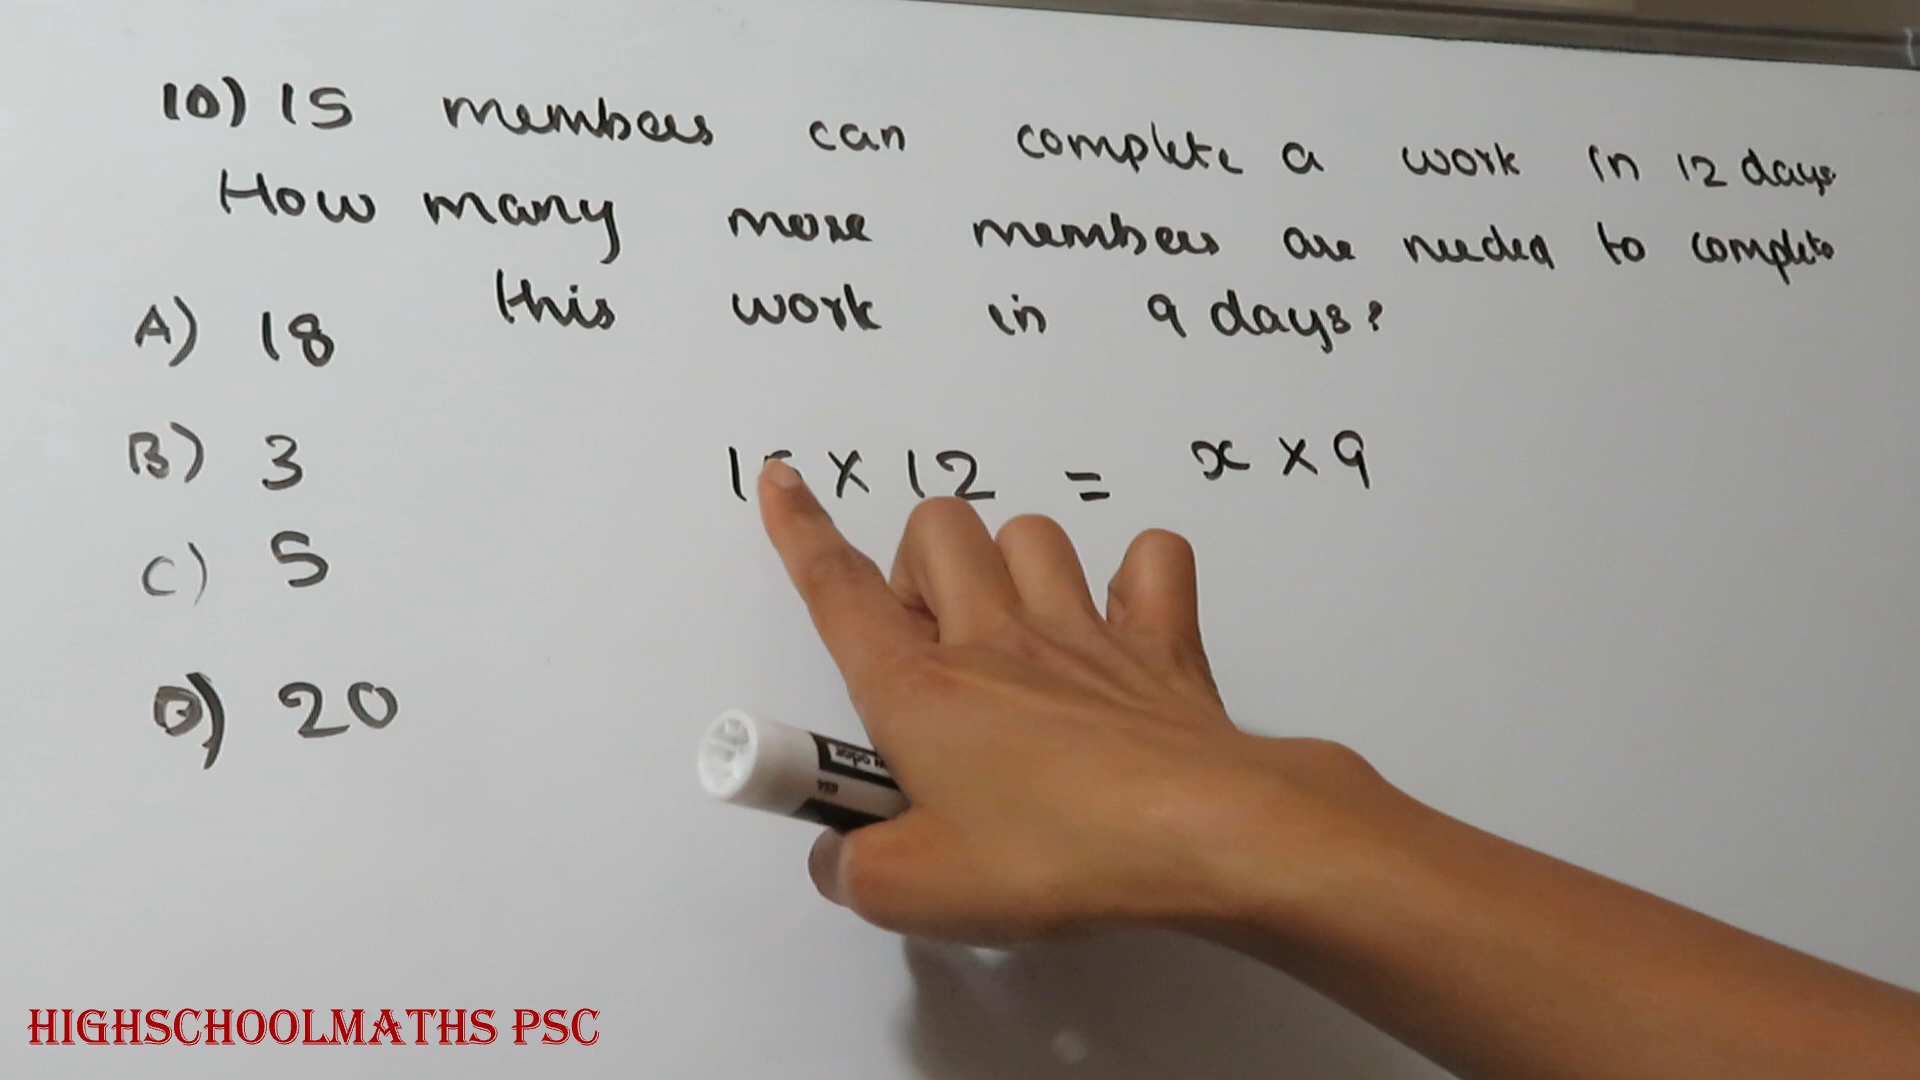 10) 15 members can complete a work in 12 days.
How many more members are needed to complete
this work in 9 days?
A) 18
B) 3
15 × 12 = x × 9
C) 5
D) 20
HIGHSCHOOLMATHS PSC